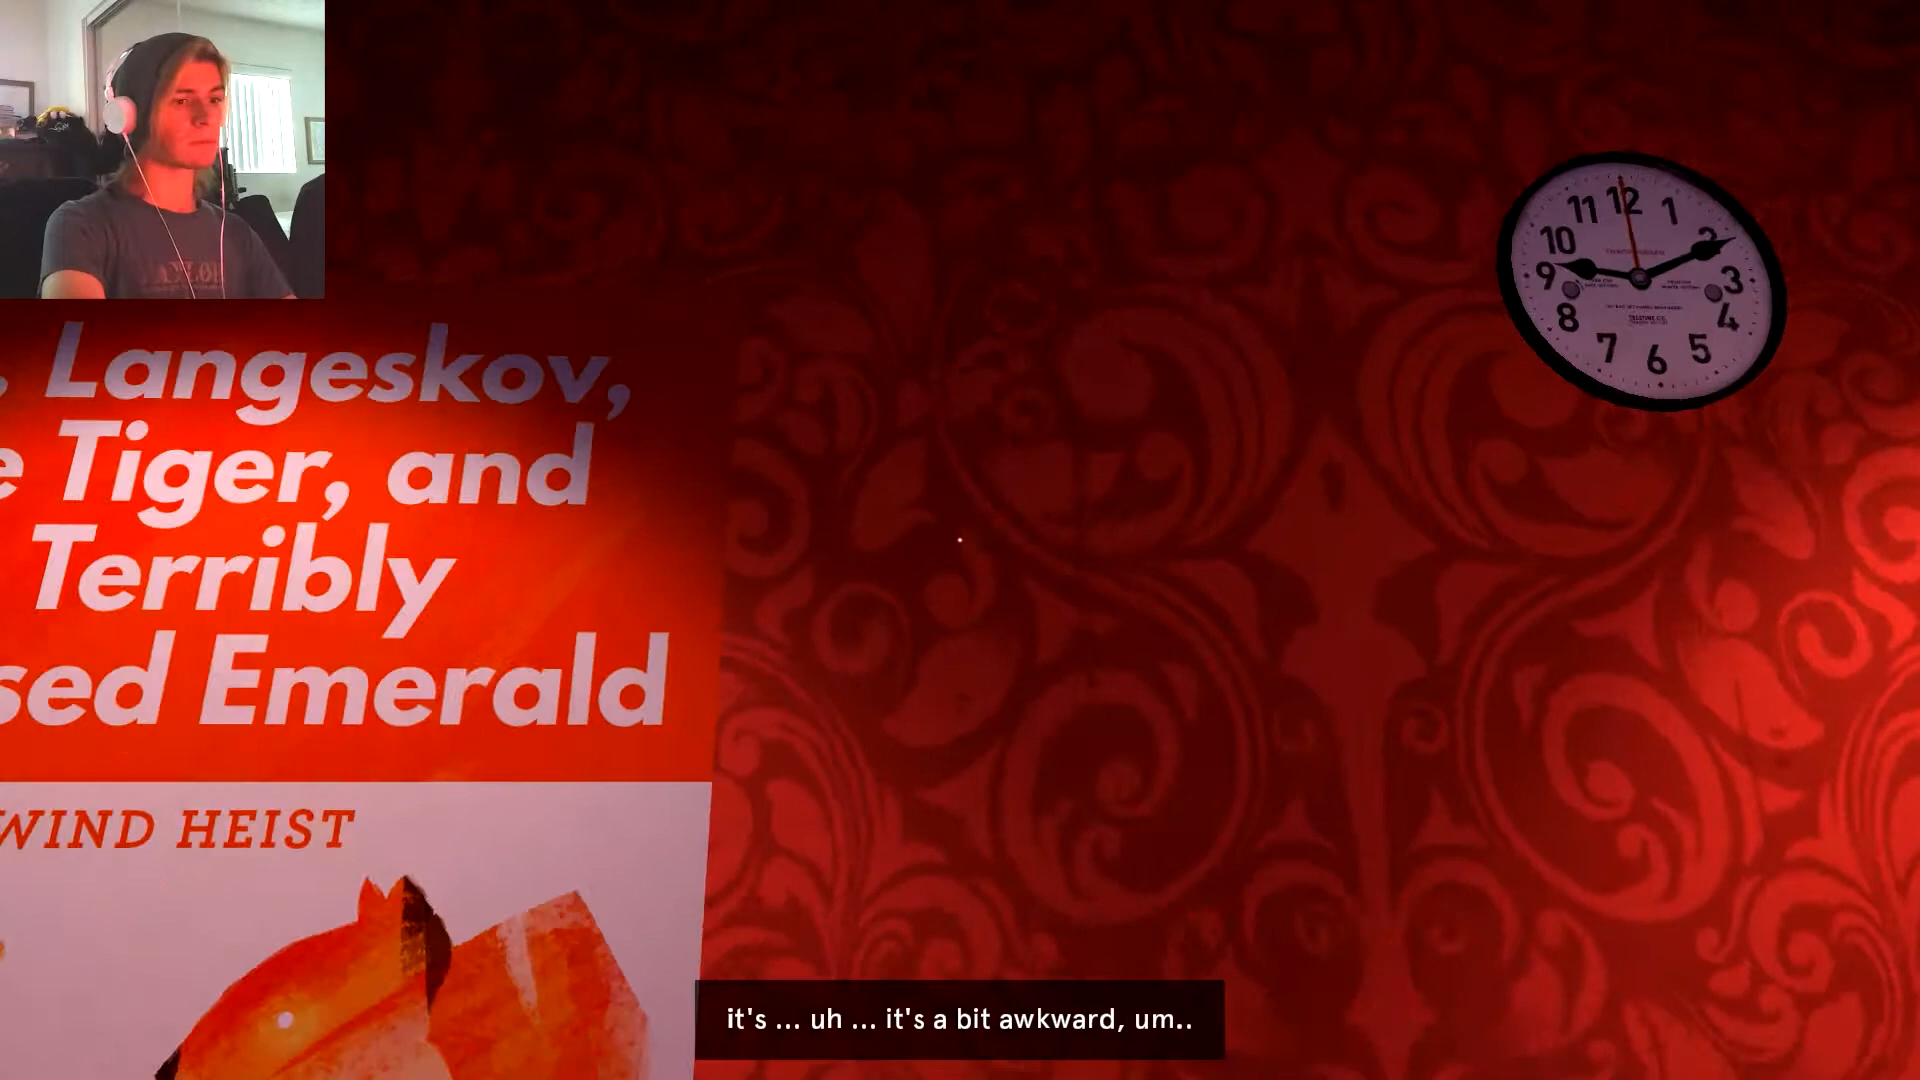 , Langeskov,
e Tiger, and
Terribly
sed Emerald
WIND HEIST
12
11 1
10 2
9 3
8 4
7 5
6
it's ... uh ... it's a bit awkward, um..